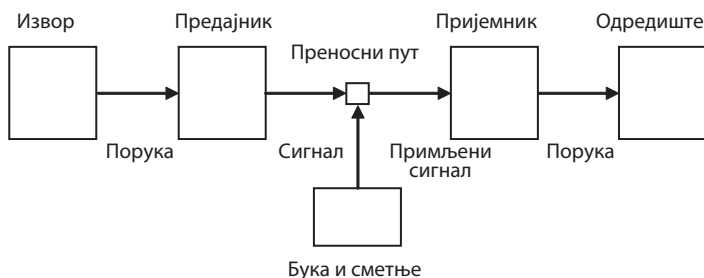 Извор
Предајник
Преносни пут
Пријемник
Одредиште
Порука
Сигнал
Примљени
сигнал
Порука
Бука и сметње